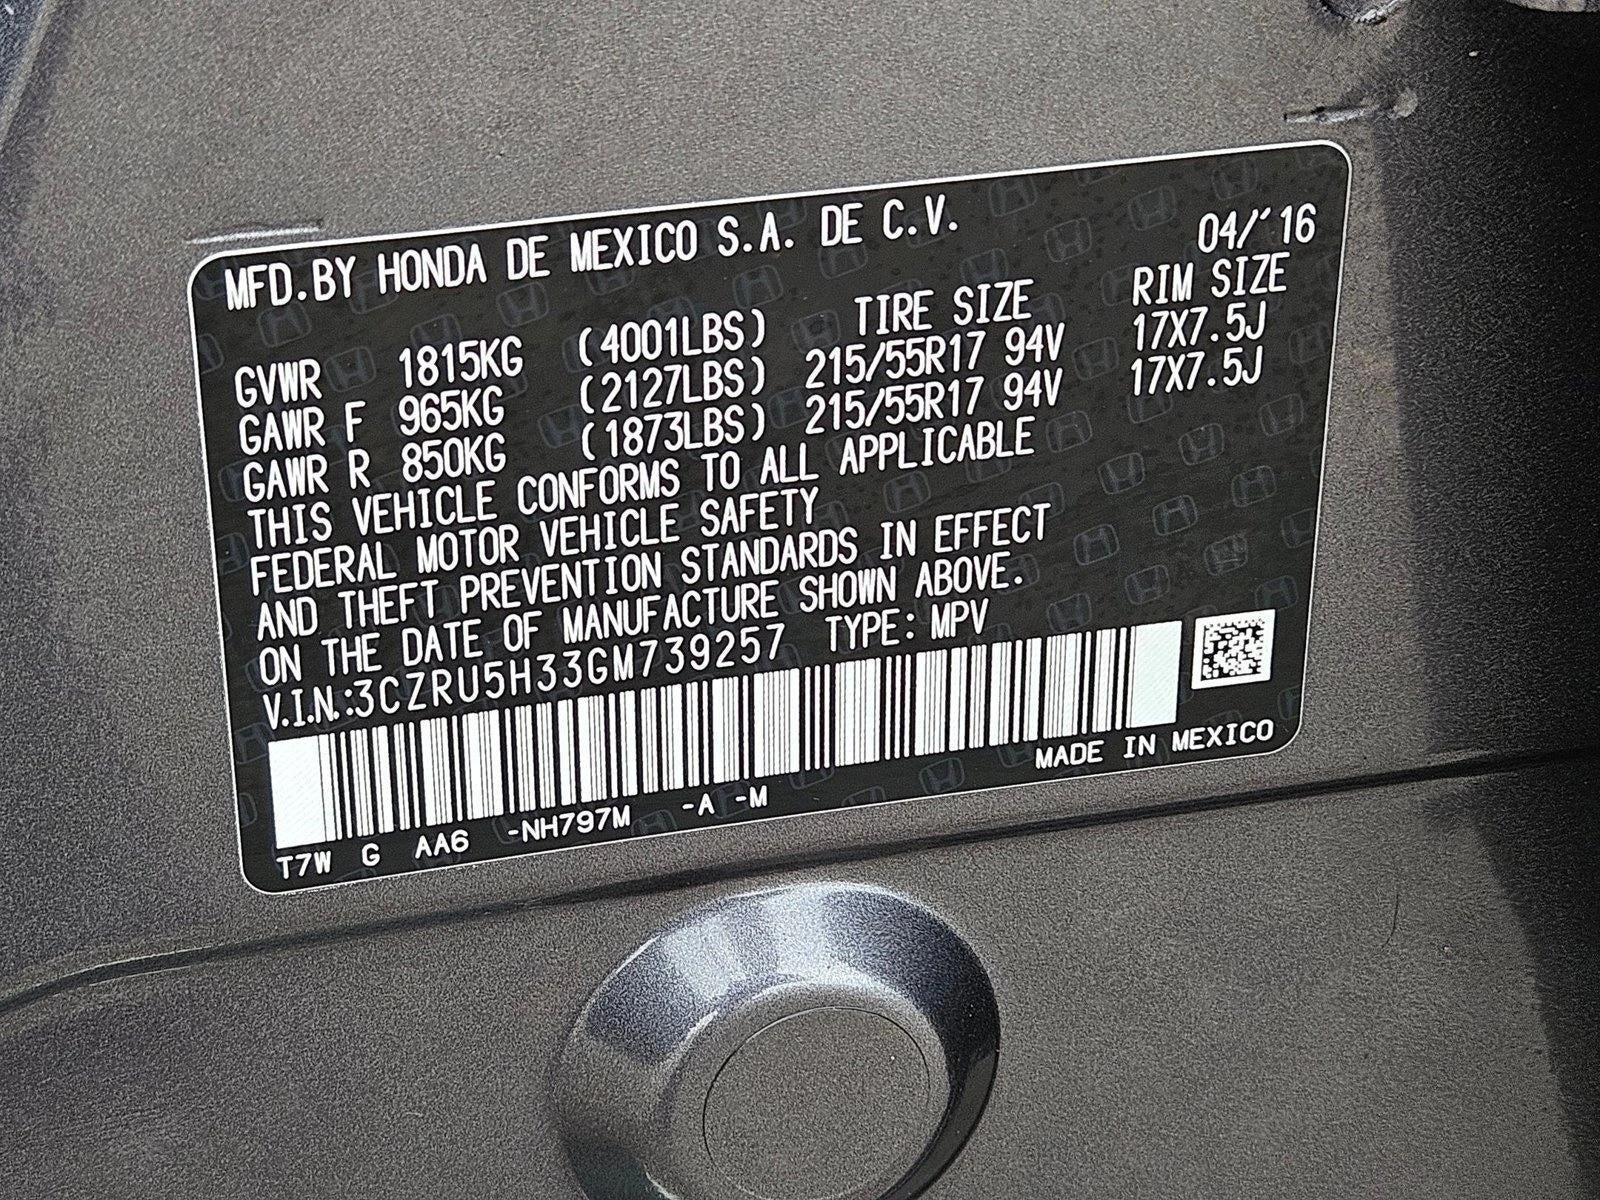 MFD.BY HONDA DE MEXICO S.A. DE C.V.
04/´16
TIRE SIZE RIM SIZE
GVWR 1815KG (4001LBS)
GAWR F 965KG (2127LBS) 215/55R17 94V 17X7.5J
GAWR R 850KG (1873LBS) 215/55R17 94V 17X7.5J
THIS VEHICLE CONFORMS TO ALL APPLICABLE
FEDERAL MOTOR VEHICLE SAFETY
AND THEFT PREVENTION STANDARDS IN EFFECT
ON THE DATE OF MANUFACTURE SHOWN ABOVE.
V.I.N.:3CZRU5H33GM739257 TYPE: MPV
MADE IN MEXICO
T7W G AA6 -NH797M -A -M